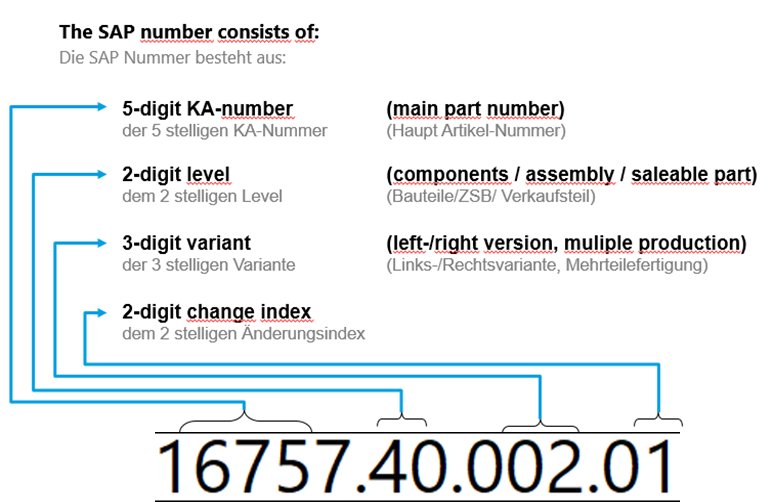 The SAP number consists of:
Die SAP Nummer besteht aus:
5-digit KA-number (main part number)
der 5 stelligen KA-Nummer (Haupt Artikel-Nummer)
2-digit level (components / assembly / saleable part)
dem 2 stelligen Level (Bauteile/ZSB/ Verkaufsteil)
3-digit variant (left-/right version, muliple production)
der 3 stelligen Variante (Links-/Rechtsvariante, Mehrteilefertigung)
2-digit change index
dem 2 stelligen Änderungsindex
16757.40.002.01